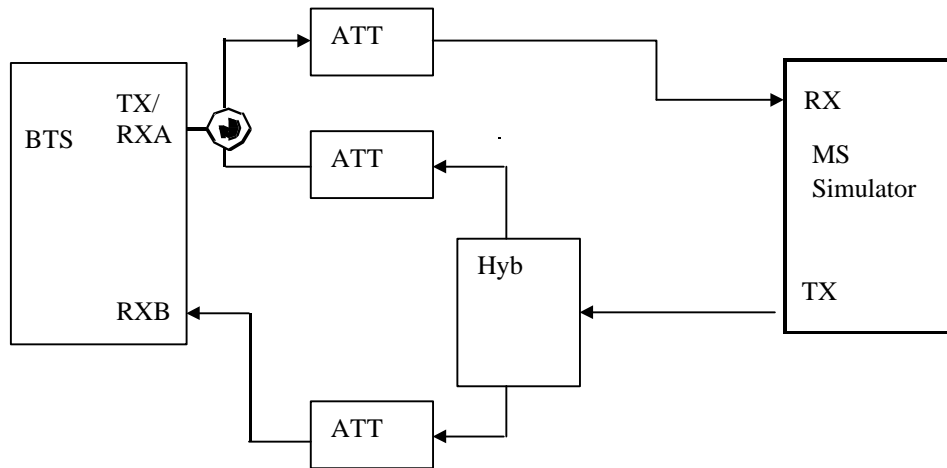 ATT
TX/
RXA
BTS
RX
MS
Simulator
ATT
Hyb
TX
RXB
ATT